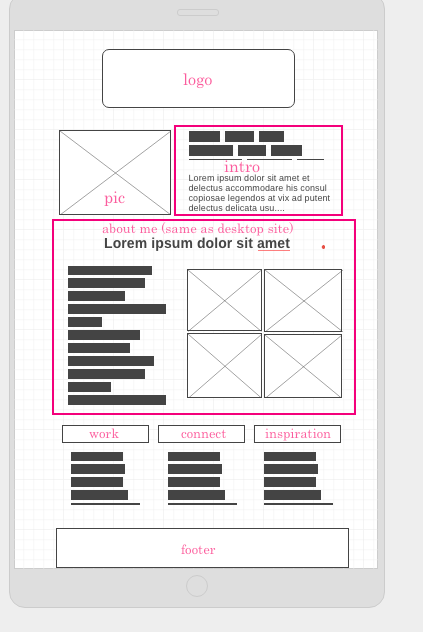 logo
pic
intro
Lorem ipsum dolor sit amet et
delectus accommodare his consul
copiosae legendos at vix ad putent
delectus delicata usu....
about me (same as desktop site)
Lorem ipsum dolor sit amet
work
connect
inspiration
footer